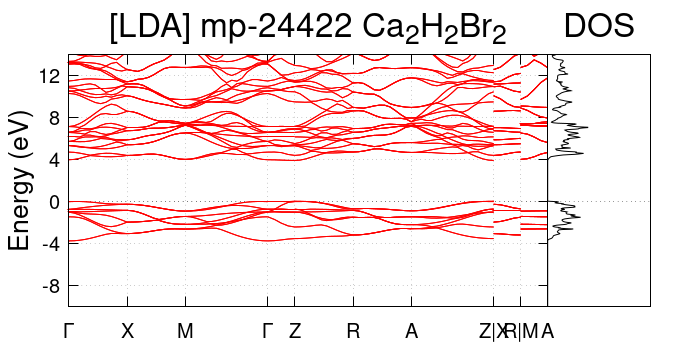 [LDA] mp-24422 Ca₂H₂Br₂ DOS
Energy (eV)
12
8
4
0
-4
-8
Γ X M Γ Z R A Z|X R|M A